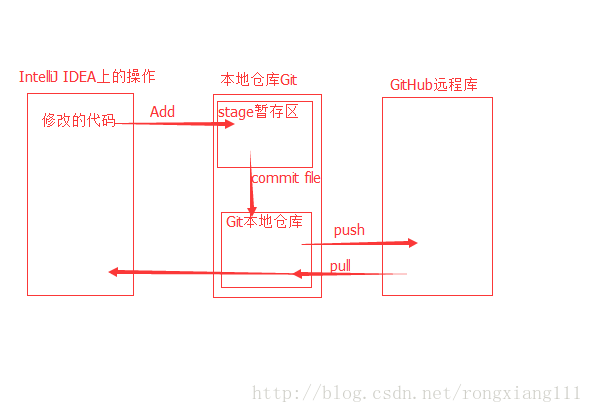 IntelliJ IDEA上的操作
本地仓库Git
GitHub远程库
修改的代码
Add
stage暂存区
commit file
Git本地仓库
push
pull
http://blog.csdn.net/rongxiang111